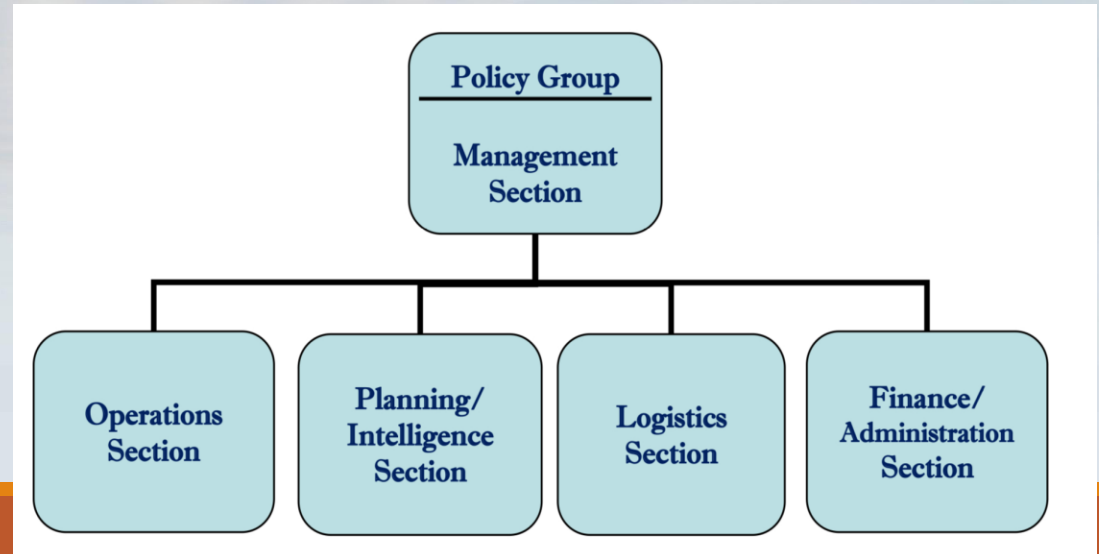 Policy Group
Management
Section
Operations
Section
Planning/
Intelligence
Section
Logistics
Section
Finance/
Administration
Section